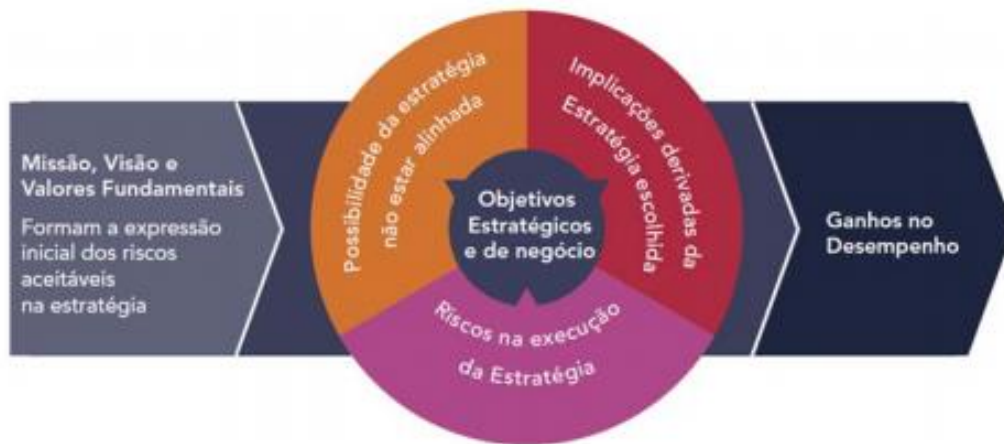 Missão, Visão e
Valores Fundamentais
Formam a expressão
inicial dos riscos
aceitáveis
na estratégia
Possibilidade da estratégia
não estar alinhada
Implicações derivadas da
Estratégia escolhida
Objetivos
Estratégicos
e de negócio
Riscos na execução
da Estratégia
Ganhos no
Desempenho